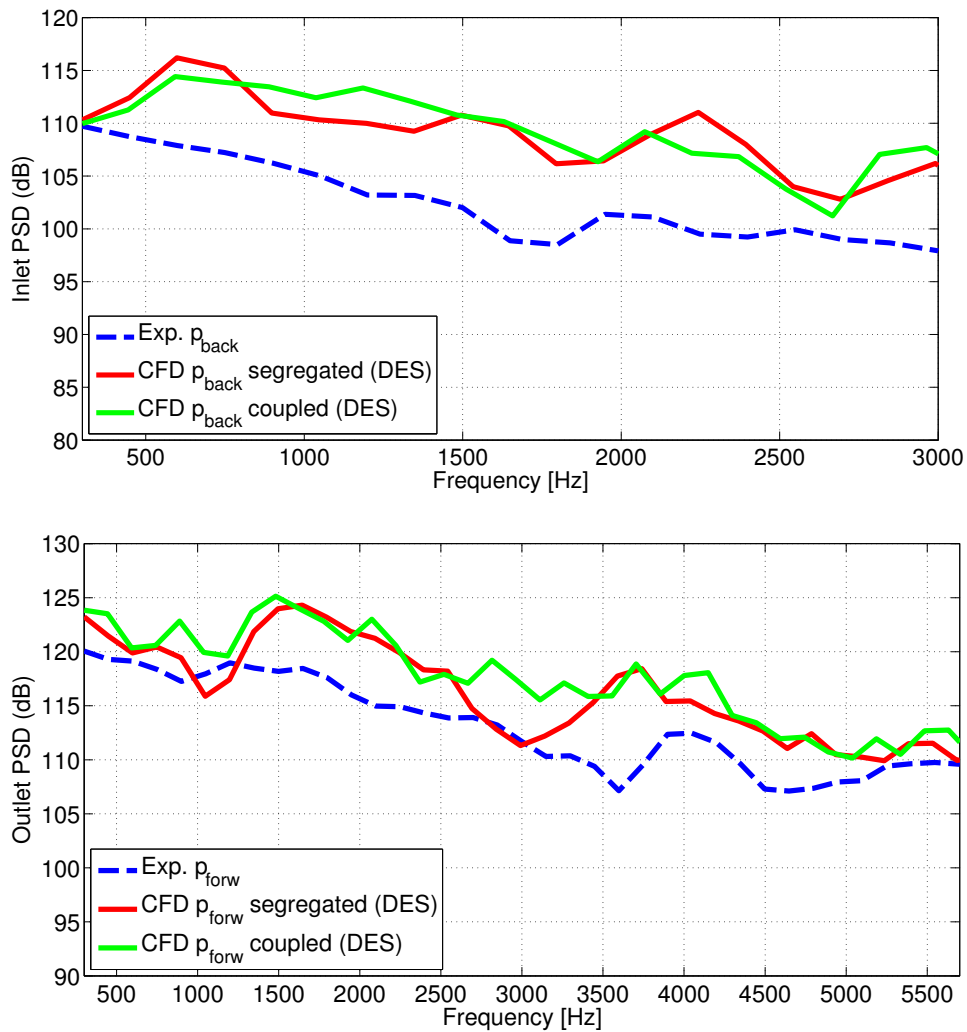 120
115
110
105
100
95
90
85
80
Inlet PSD (dB)
Exp. p_back
CFD p_back segregated (DES)
CFD p_back coupled (DES)
500 1000 1500 2000 2500 3000
Frequency [Hz]
130
125
120
115
110
105
100
95
90
Outlet PSD (dB)
Exp. p_forw
CFD p_forw segregated (DES)
CFD p_forw coupled (DES)
500 1000 1500 2000 2500 3000 3500 4000 4500 5000 5500
Frequency [Hz]